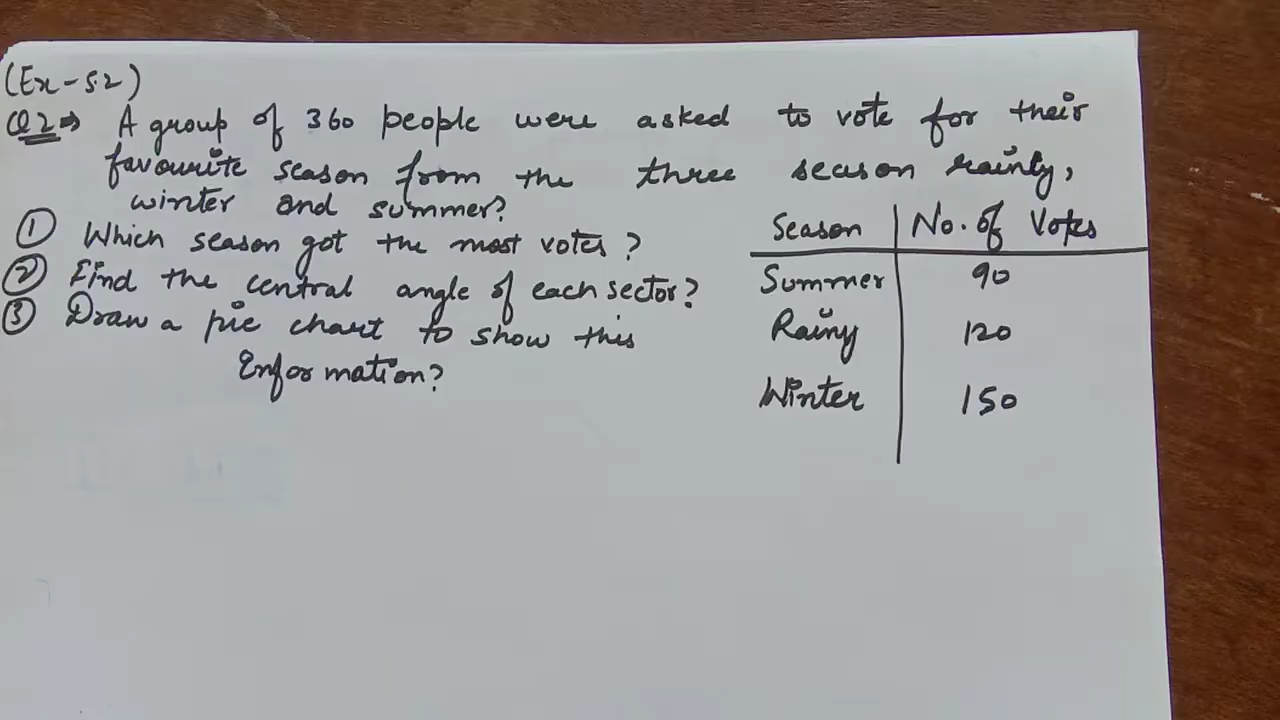 (Ex-5.2)
Q2⇒ A group of 360 people were asked to vote for their
favourite season from the three season rainy,
winter and summer?
① Which season got the most votes?
② Find the central angle of each sector?
③ Draw a pie chart to show this
Information?
Season No. of Votes
Summer 90
Rainy 120
Winter 150